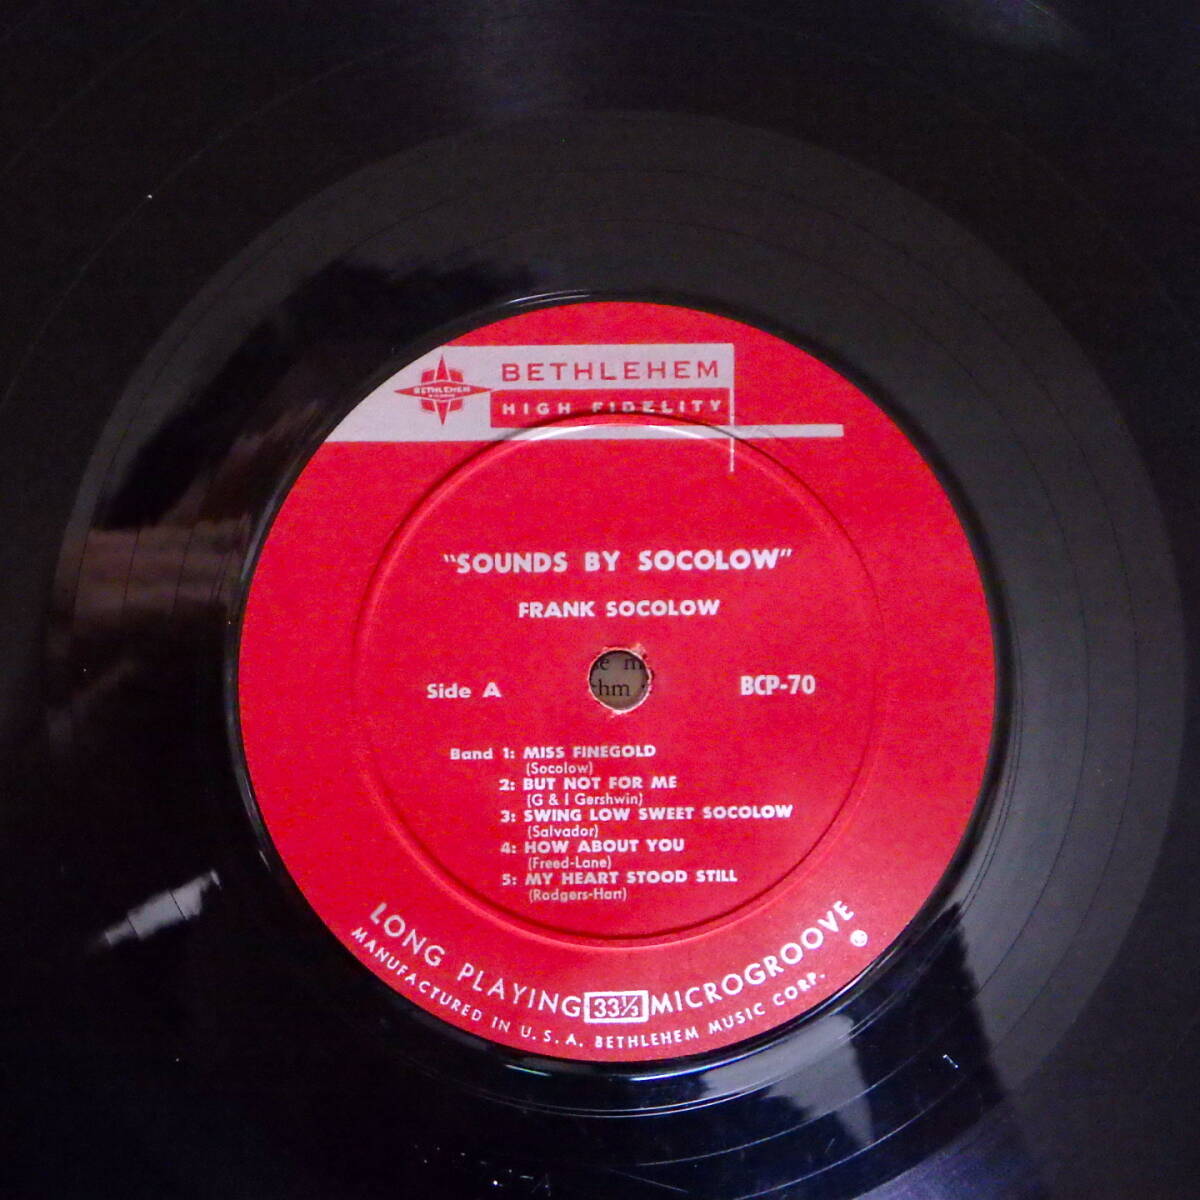 BETHLEHEM
BETHLEHEM
HIGH FIDELITY
"SOUNDS BY SOCOLOW"
FRANK SOCOLOW
Side A
BCP-70
Band 1: MISS FINEGOLD
(Socolow)
2: BUT NOT FOR ME
(G & I Gershwin)
3: SWING LOW SWEET SOCOLOW
(Salvador)
4: HOW ABOUT YOU
(Freed-Lane)
5: MY HEART STOOD STILL
(Rodgers-Harr)
LONG PLAYING 33⅓ MICROGROOVE
MANUFACTURED IN U.S.A. BETHLEHEM MUSIC CORP.